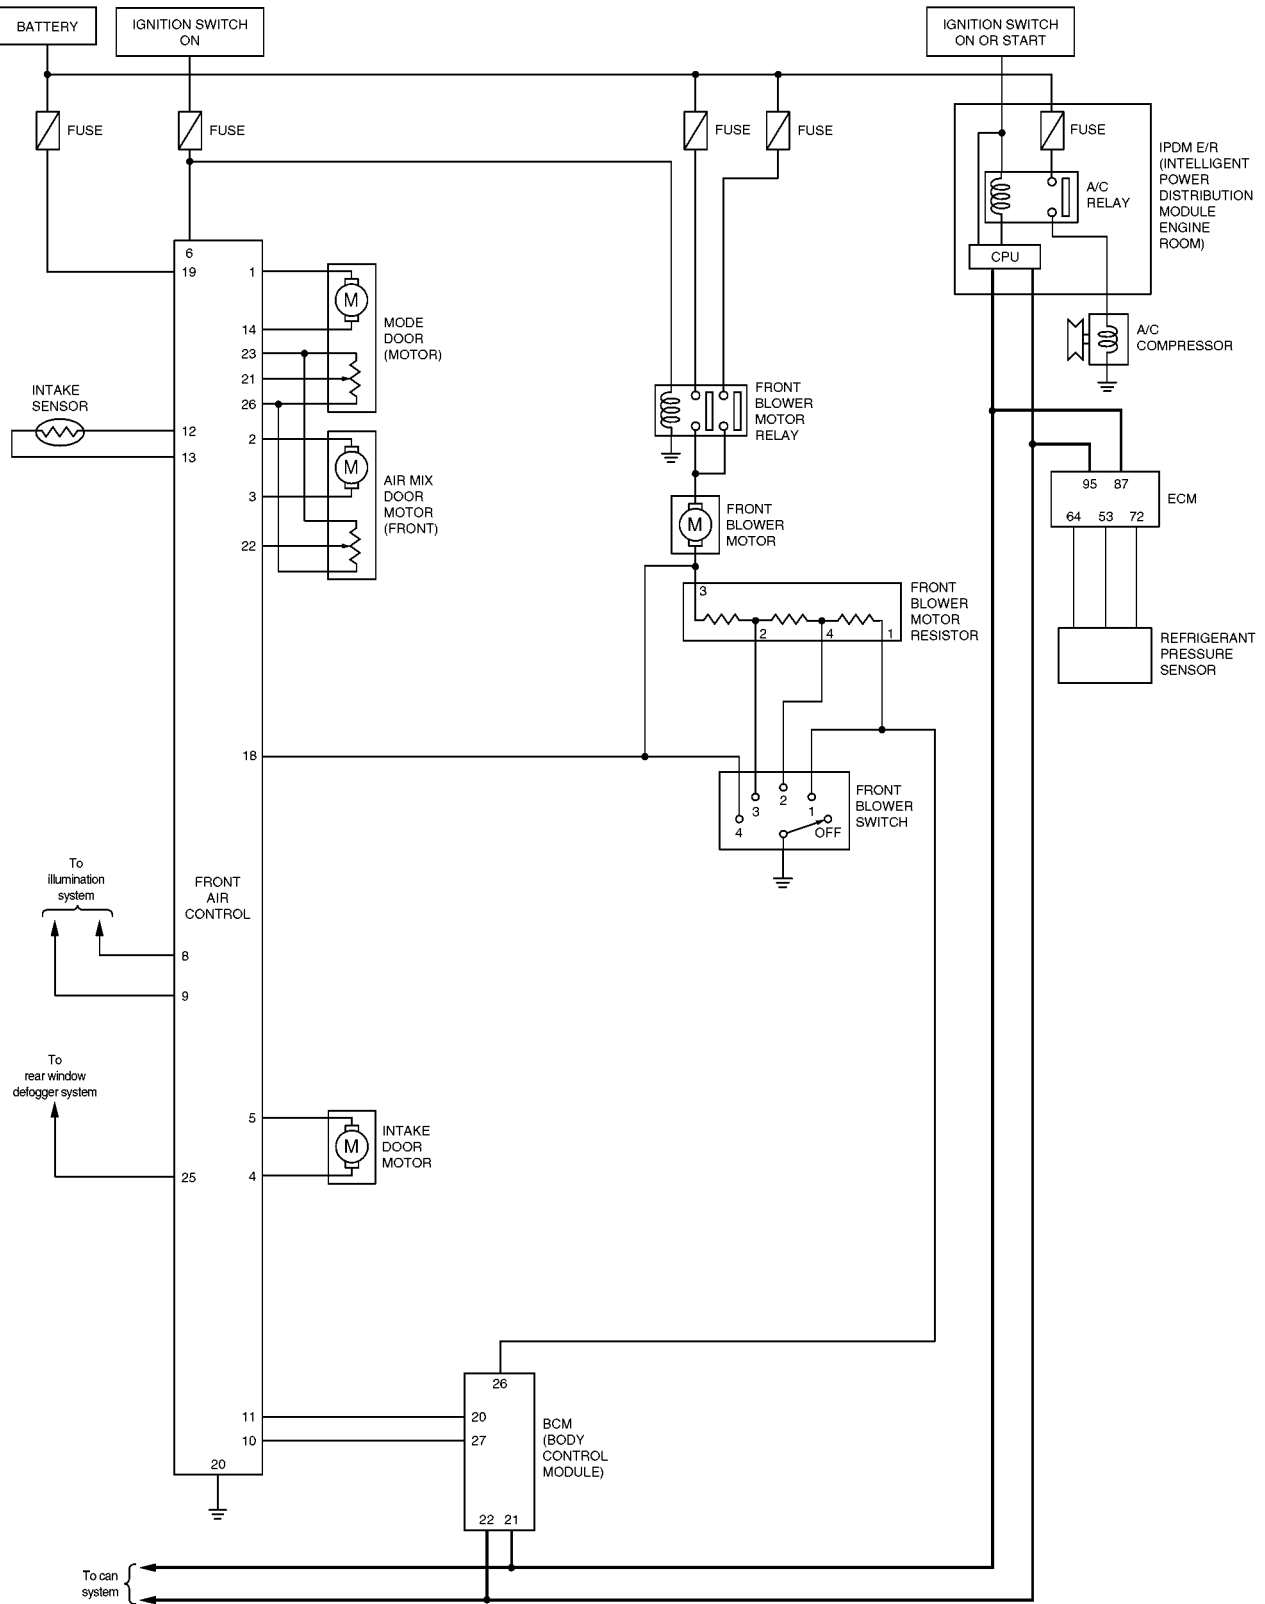 BATTERY
IGNITION SWITCH
ON
IGNITION SWITCH
ON OR START
FUSE
FUSE
FUSE
FUSE
FUSE
IPDM E/R
(INTELLIGENT
POWER
DISTRIBUTION
MODULE
ENGINE
ROOM)
A/C
RELAY
CPU
A/C
COMPRESSOR
6
19
1
14
23
21
26
M
MODE
DOOR
(MOTOR)
INTAKE
SENSOR
12
13
2
3
22
M
AIR MIX
DOOR
MOTOR
(FRONT)
FRONT
BLOWER
MOTOR
RELAY
M
FRONT
BLOWER
MOTOR
95 87
64 53 72
ECM
3
2
4
1
FRONT
BLOWER
MOTOR
RESISTOR
REFRIGERANT
PRESSURE
SENSOR
18
4
3
2
1
OFF
FRONT
BLOWER
SWITCH
To
illumination
system
FRONT
AIR
CONTROL
8
9
To
rear window
defogger system
25
5
4
M
INTAKE
DOOR
MOTOR
26
11
10
20
27
BCM
(BODY
CONTROL
MODULE)
20
22 21
To can
system